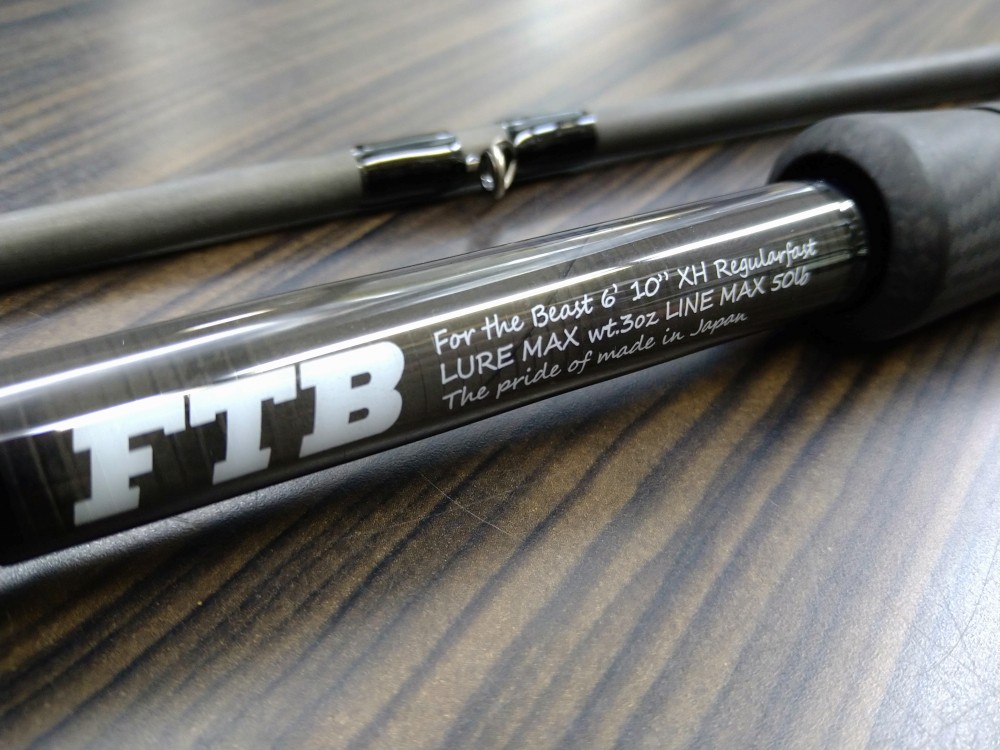 FTB
For the Beast 6' 10" XH Regularfast
LURE MAX wt.3oz LINE MAX 50lb
The pride of made in Japan